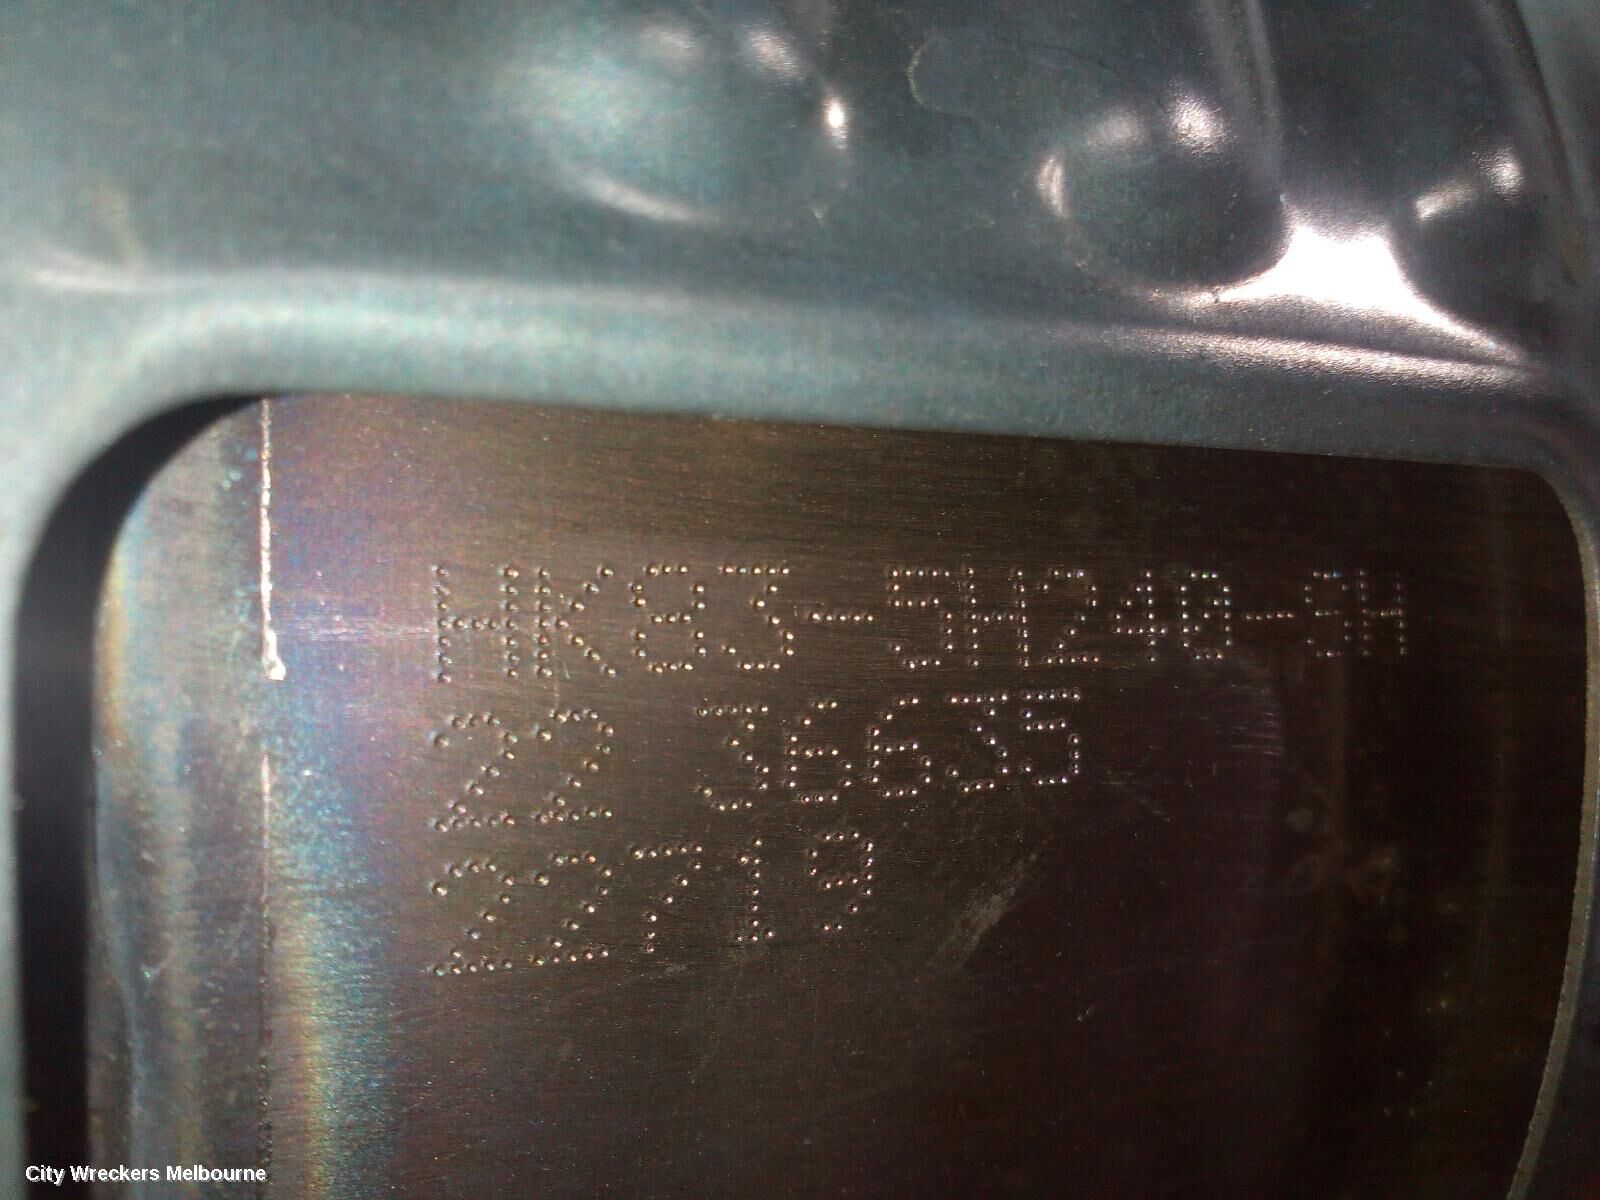 HK83-5H240-9H
22 36635
22719
City Wreckers Melbourne